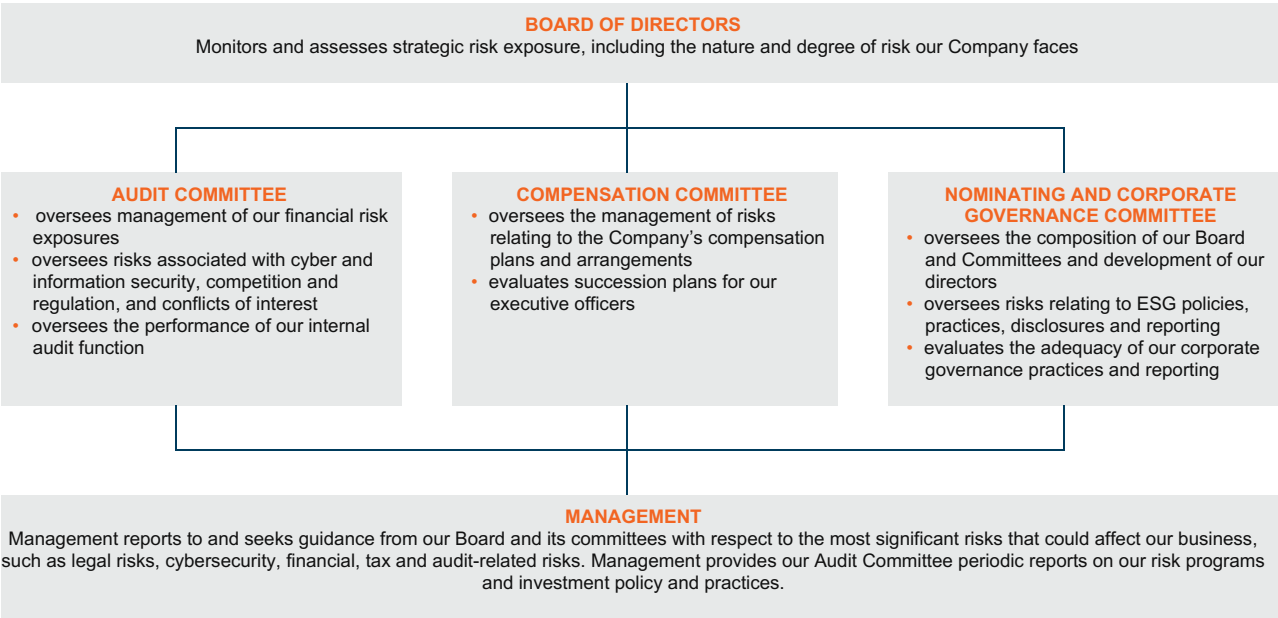 BOARD OF DIRECTORS
Monitors and assesses strategic risk exposure, including the nature and degree of risk our Company faces
AUDIT COMMITTEE
• oversees management of our financial risk
exposures
• oversees risks associated with cyber and
information security, competition and
regulation, and conflicts of interest
• oversees the performance of our internal
audit function
COMPENSATION COMMITTEE
• oversees the management of risks
relating to the Company’s compensation
plans and arrangements
• evaluates succession plans for our
executive officers
NOMINATING AND CORPORATE
GOVERNANCE COMMITTEE
• oversees the composition of our Board
and Committees and development of our
directors
• oversees risks relating to ESG policies,
practices, disclosures and reporting
• evaluates the adequacy of our corporate
governance practices and reporting
MANAGEMENT
Management reports to and seeks guidance from our Board and its committees with respect to the most significant risks that could affect our business,
such as legal risks, cybersecurity, financial, tax and audit-related risks. Management provides our Audit Committee periodic reports on our risk programs
and investment policy and practices.